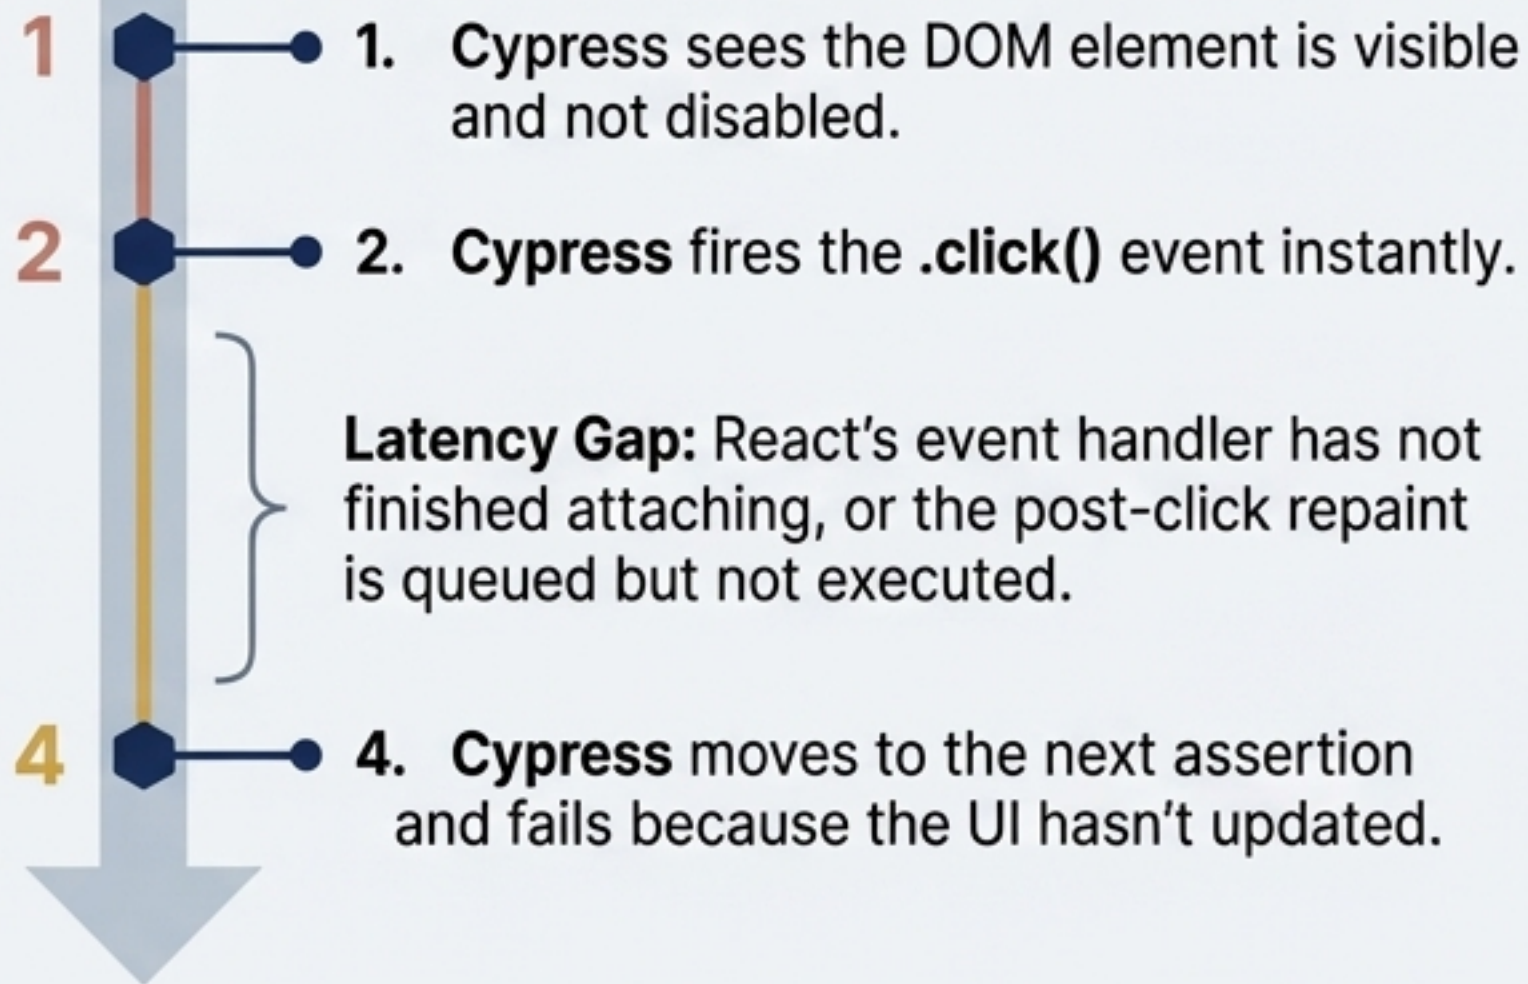 1
1. Cypress sees the DOM element is visible
and not disabled.
2
2. Cypress fires the .click() event instantly.
Latency Gap: React's event handler has not
finished attaching, or the post-click repaint
is queued but not executed.
4
4. Cypress moves to the next assertion
and fails because the UI hasn't updated.